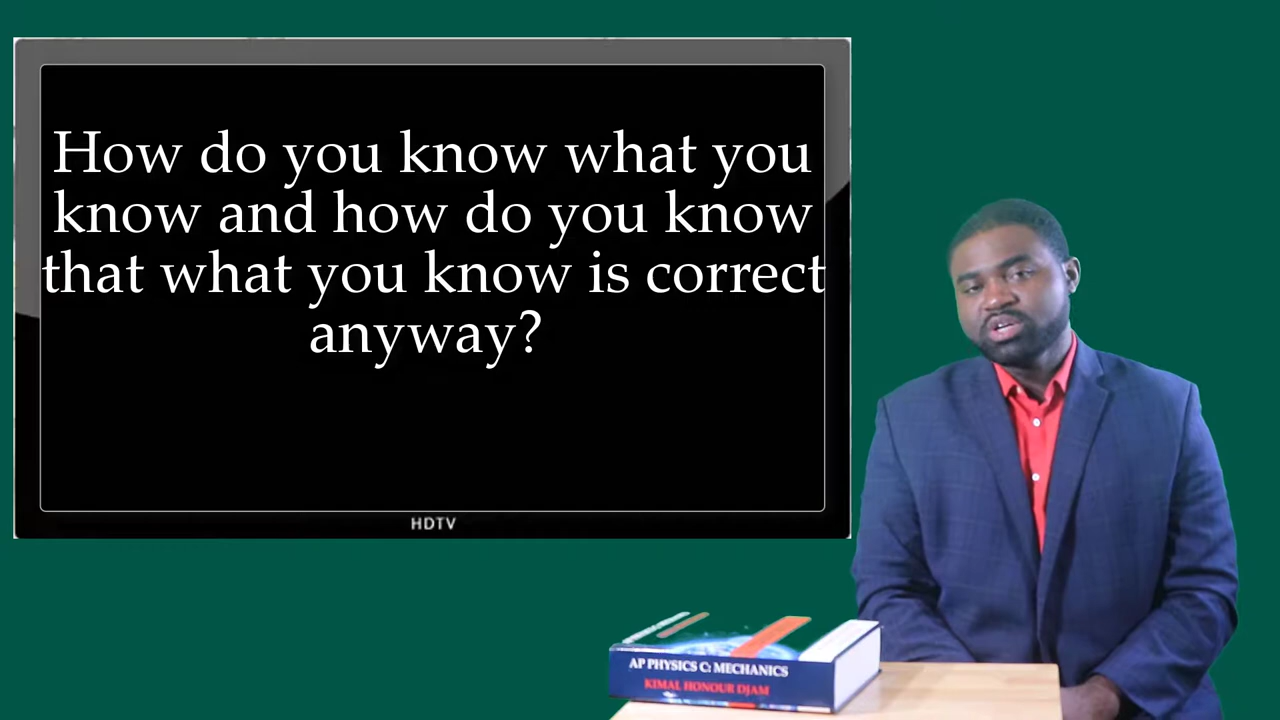 How do you know what you
know and how do you know
that what you know is correct
anyway?
HDTV
AP PHYSICS C: MECHANICS
KIMAL HONOUR DJAM